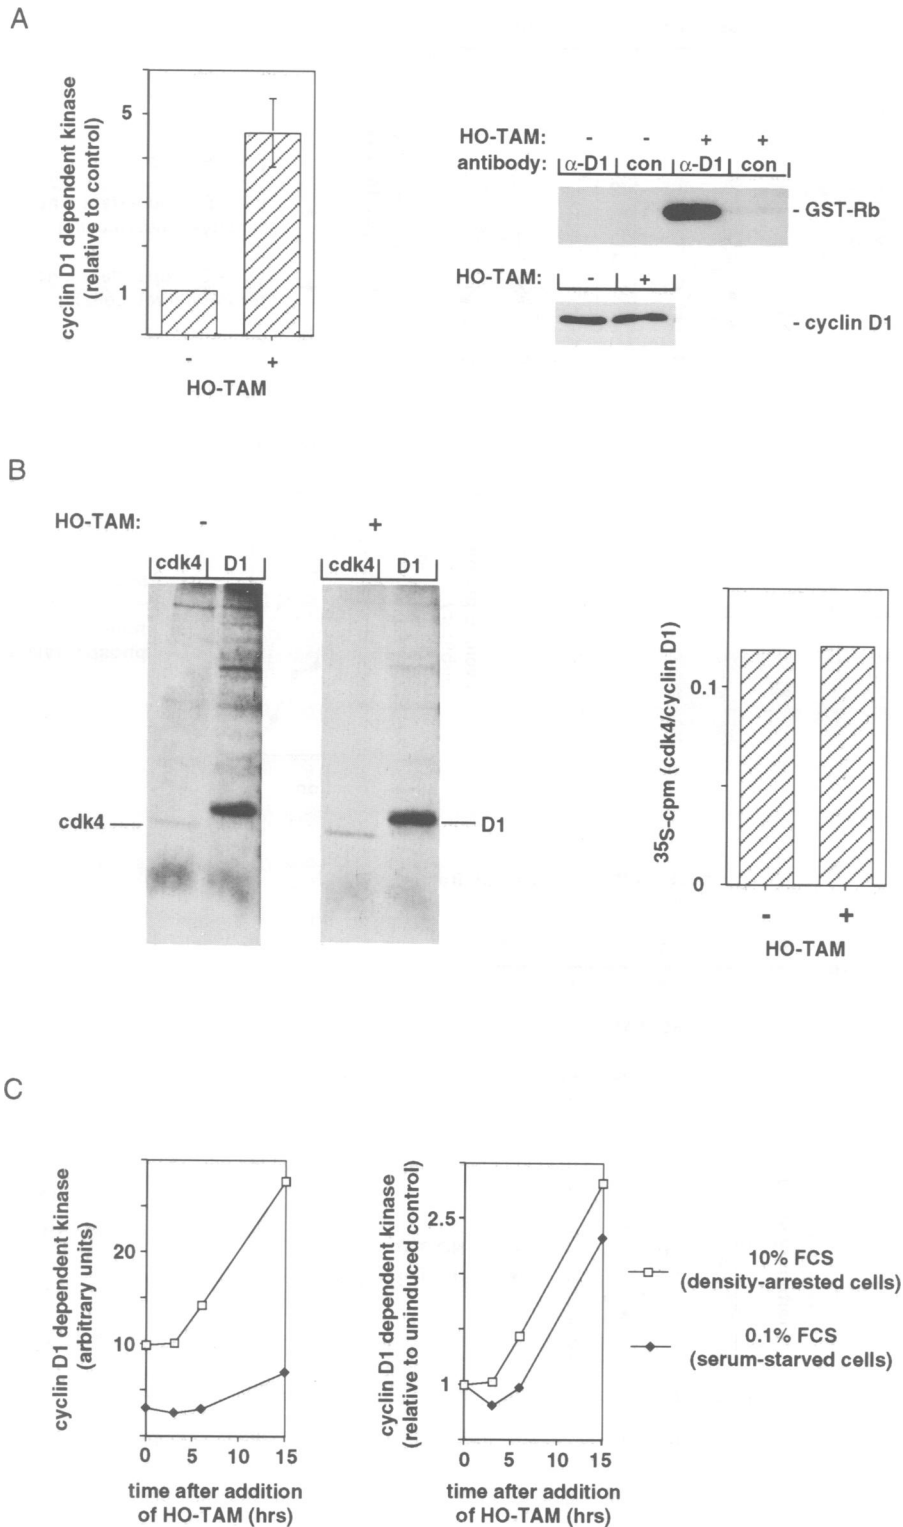 A
cyclin D1 dependent kinase
(relative to control)
5
1
- +
HO-TAM
HO-TAM: - - + +
antibody: α-D1 con α-D1 con
- GST-Rb
HO-TAM: - +
- cyclin D1
B
HO-TAM: - +
cdk4 D1 cdk4 D1
cdk4
D1
35S-cpm (cdk4/cyclin D1)
0.1
0
- +
HO-TAM
C
cyclin D1 dependent kinase
(arbitrary units)
20
10
0 5 10 15
time after addition
of HO-TAM (hrs)
cyclin D1 dependent kinase
(relative to uninduced control)
2.5
1
0 5 10 15
time after addition
of HO-TAM (hrs)
10% FCS
(density-arrested cells)
0.1% FCS
(serum-starved cells)